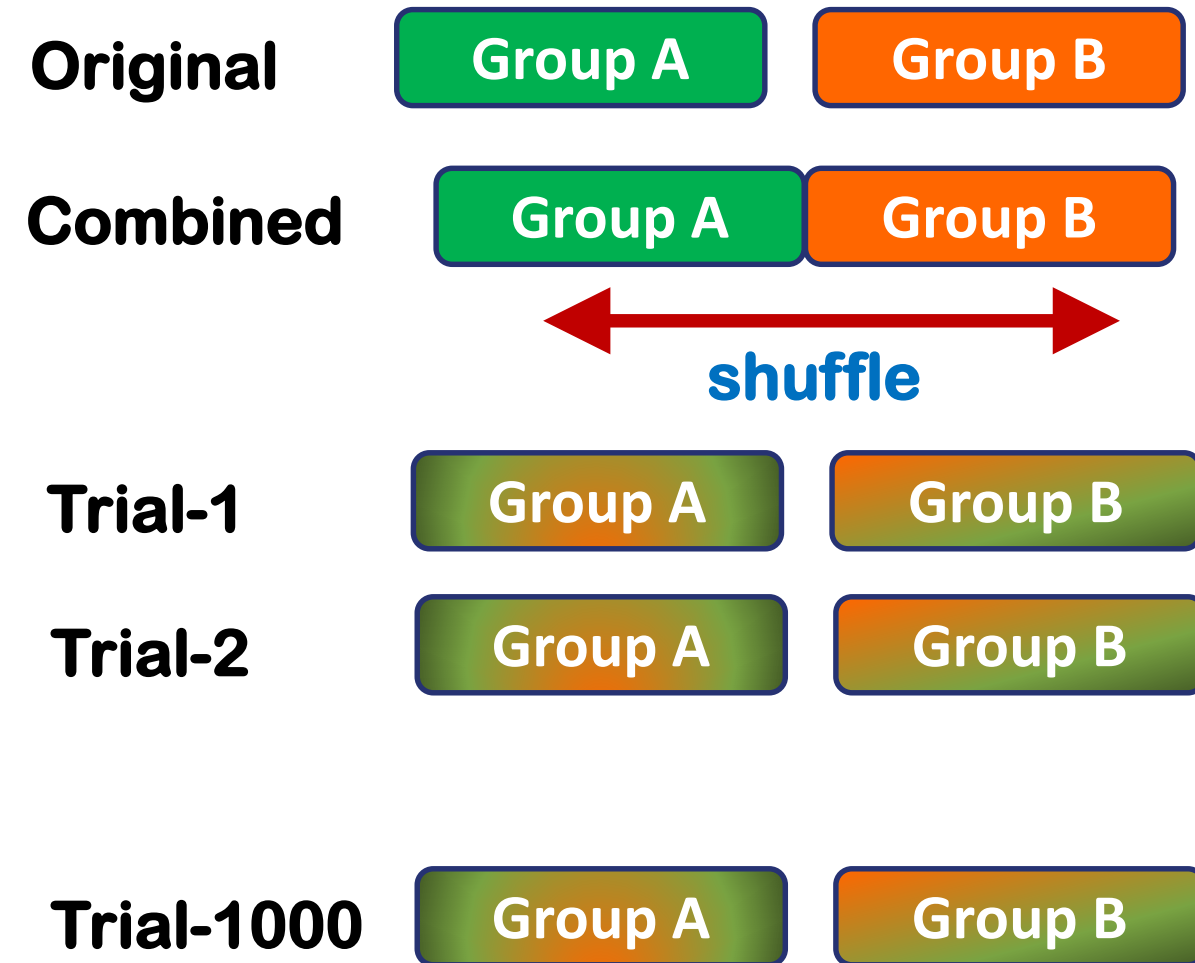 Original Group A Group B
Combined Group A Group B
shuffle
Trial-1 Group A Group B
Trial-2 Group A Group B
Trial-1000 Group A Group B